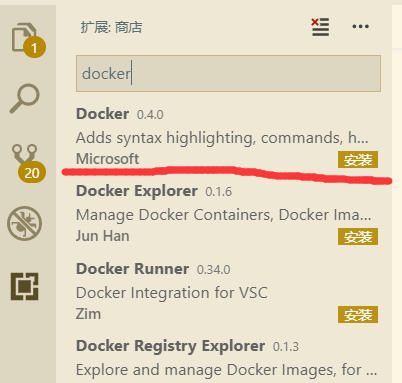 扩展: 商店
1
docker
Docker 0.4.0
Adds syntax highlighting, commands, h...
Microsoft 安装
20
Docker Explorer 0.1.6
Manage Docker Containers, Docker Ima...
Jun Han 安装
Docker Runner 0.34.0
Docker Integration for VSC
Zim 安装
Docker Registry Explorer 0.1.3
Explore and manage Docker Images, for ...